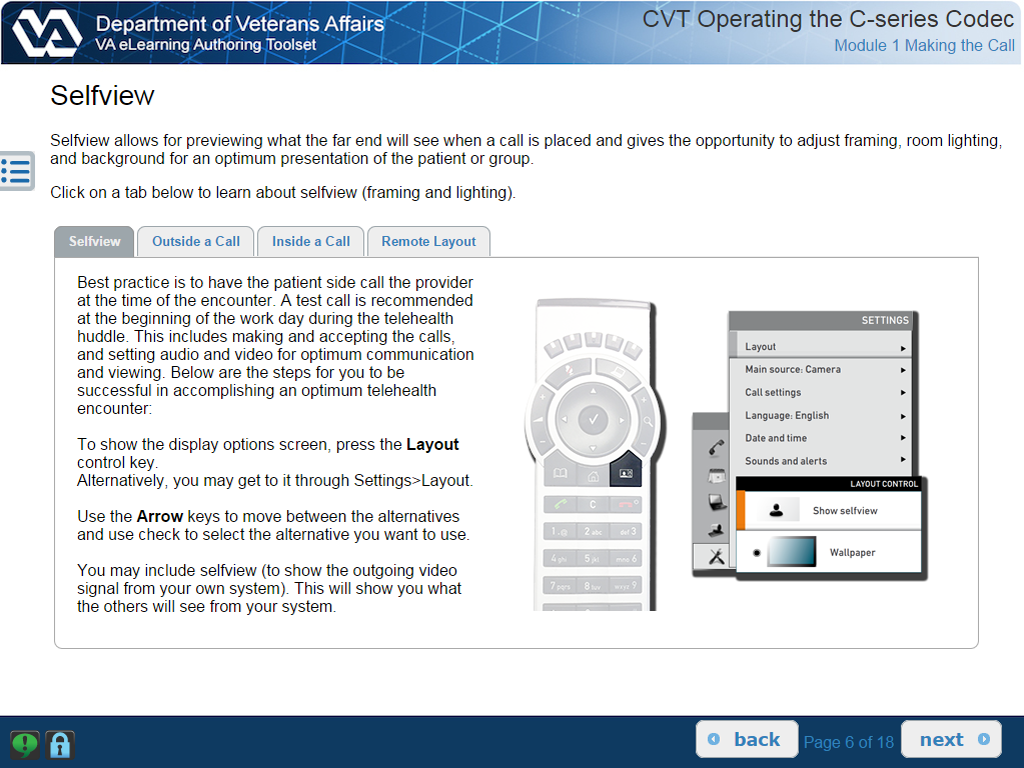 Department of Veterans Affairs
VA eLearning Authoring Toolset
CVT Operating the C-series Codec
Module 1 Making the Call
Selfview
Selfview allows for previewing what the far end will see when a call is placed and gives the opportunity to adjust framing, room lighting,
and background for an optimum presentation of the patient or group.
Click on a tab below to learn about selfview (framing and lighting).
Selfview
Outside a Call
Inside a Call
Remote Layout
Best practice is to have the patient side call the provider
at the time of the encounter. A test call is recommended
at the beginning of the work day during the telehealth
huddle. This includes making and accepting the calls,
and setting audio and video for optimum communication
and viewing. Below are the steps for you to be
successful in accomplishing an optimum telehealth
encounter:
To show the display options screen, press the Layout
control key.
Alternatively, you may get to it through Settings>Layout.
Use the Arrow keys to move between the alternatives
and use check to select the alternative you want to use.
You may include selfview (to show the outgoing video
signal from your own system). This will show you what
the others will see from your system.
C
1 .@
2 abc
def 3
4 ghi
5 jkl
mno 6
7 pqrs
8 tuv
wxyz 9
SETTINGS
Layout
Main source: Camera
Call settings
Language: English
Date and time
Sounds and alerts
LAYOUT CONTROL
Show selfview
Wallpaper
back
Page 6 of 18
next